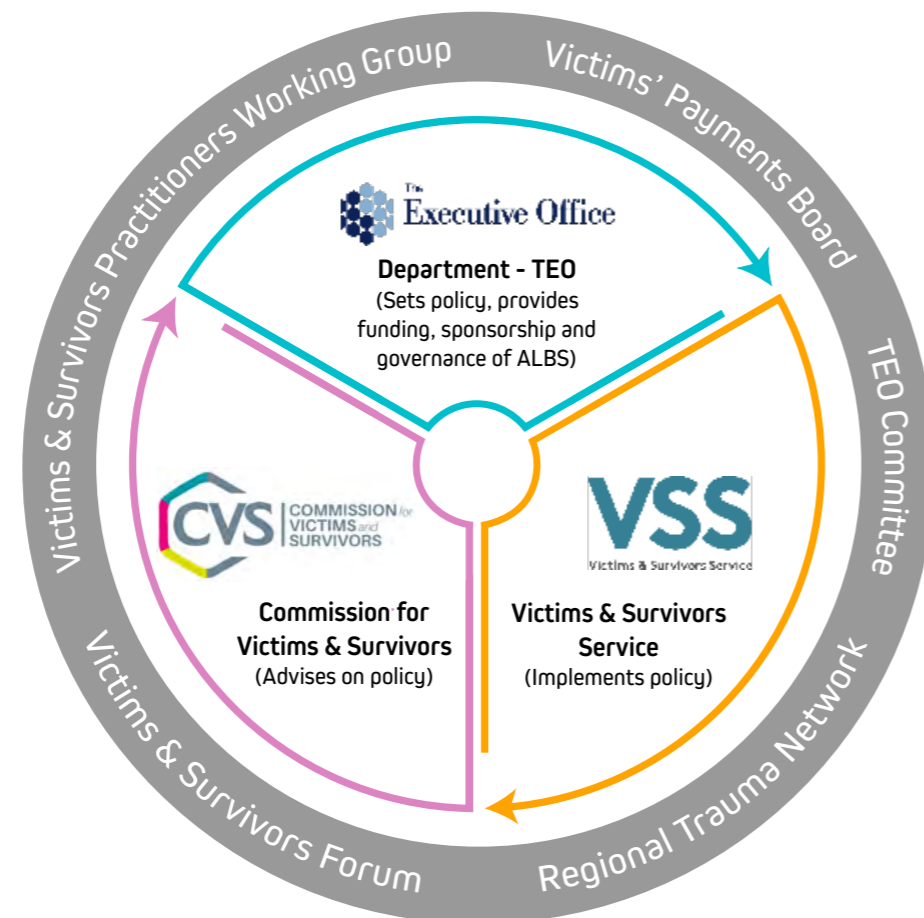 Victims & Survivors Practitioners Working Group
Victims' Payments Board
TEO Committee
Regional Trauma Network
Victims & Survivors Forum
The
Executive Office
Department - TEO
(Sets policy, provides
funding, sponsorship and
governance of ALBS)
CVS
COMMISSION for
VICTIMS and
SURVIVORS
Commission for
Victims & Survivors
(Advises on policy)
VSS
Victims & Survivors Service
Victims & Survivors
Service
(Implements policy)